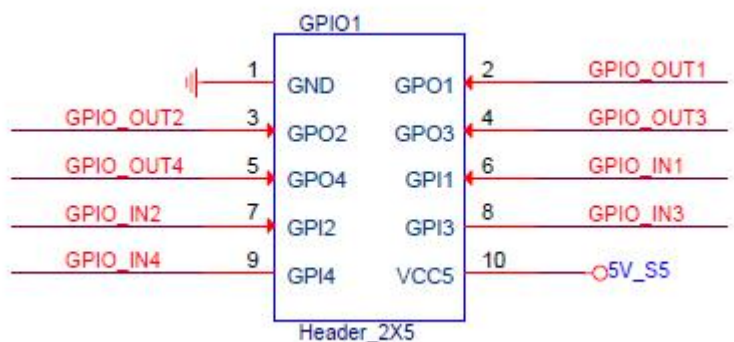 GPIO1
1 GND GPO1 2 GPIO_OUT1
GPIO_OUT2 3 GPO2 GPO3 4 GPIO_OUT3
GPIO_OUT4 5 GPO4 GPI1 6 GPIO_IN1
GPIO_IN2 7 GPI2 GPI3 8 GPIO_IN3
GPIO_IN4 9 GPI4 VCC5 10 5V_S5
Header_2X5